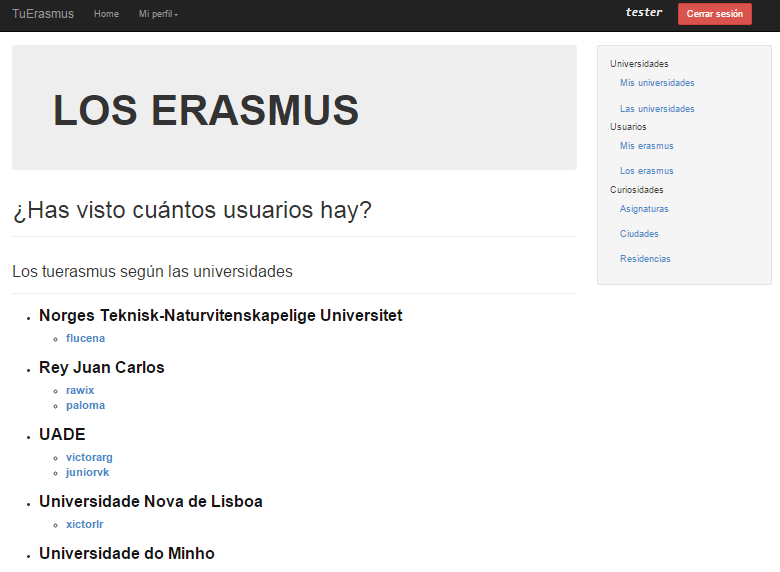 TuErasmus Home Mi perfil tester Cerrar sesión
LOS ERASMUS
¿Has visto cuántos usuarios hay?
Los tuerasmus según las universidades
Norges Teknisk-Naturvitenskapelige Universitet
flucena
Rey Juan Carlos
rawix
paloma
UADE
victorarg
juniorvk
Universidade Nova de Lisboa
xictorlr
Universidade do Minho
Universidades
Mis universidades
Las universidades
Usuarios
Mis erasmus
Los erasmus
Curiosidades
Asignaturas
Ciudades
Residencias